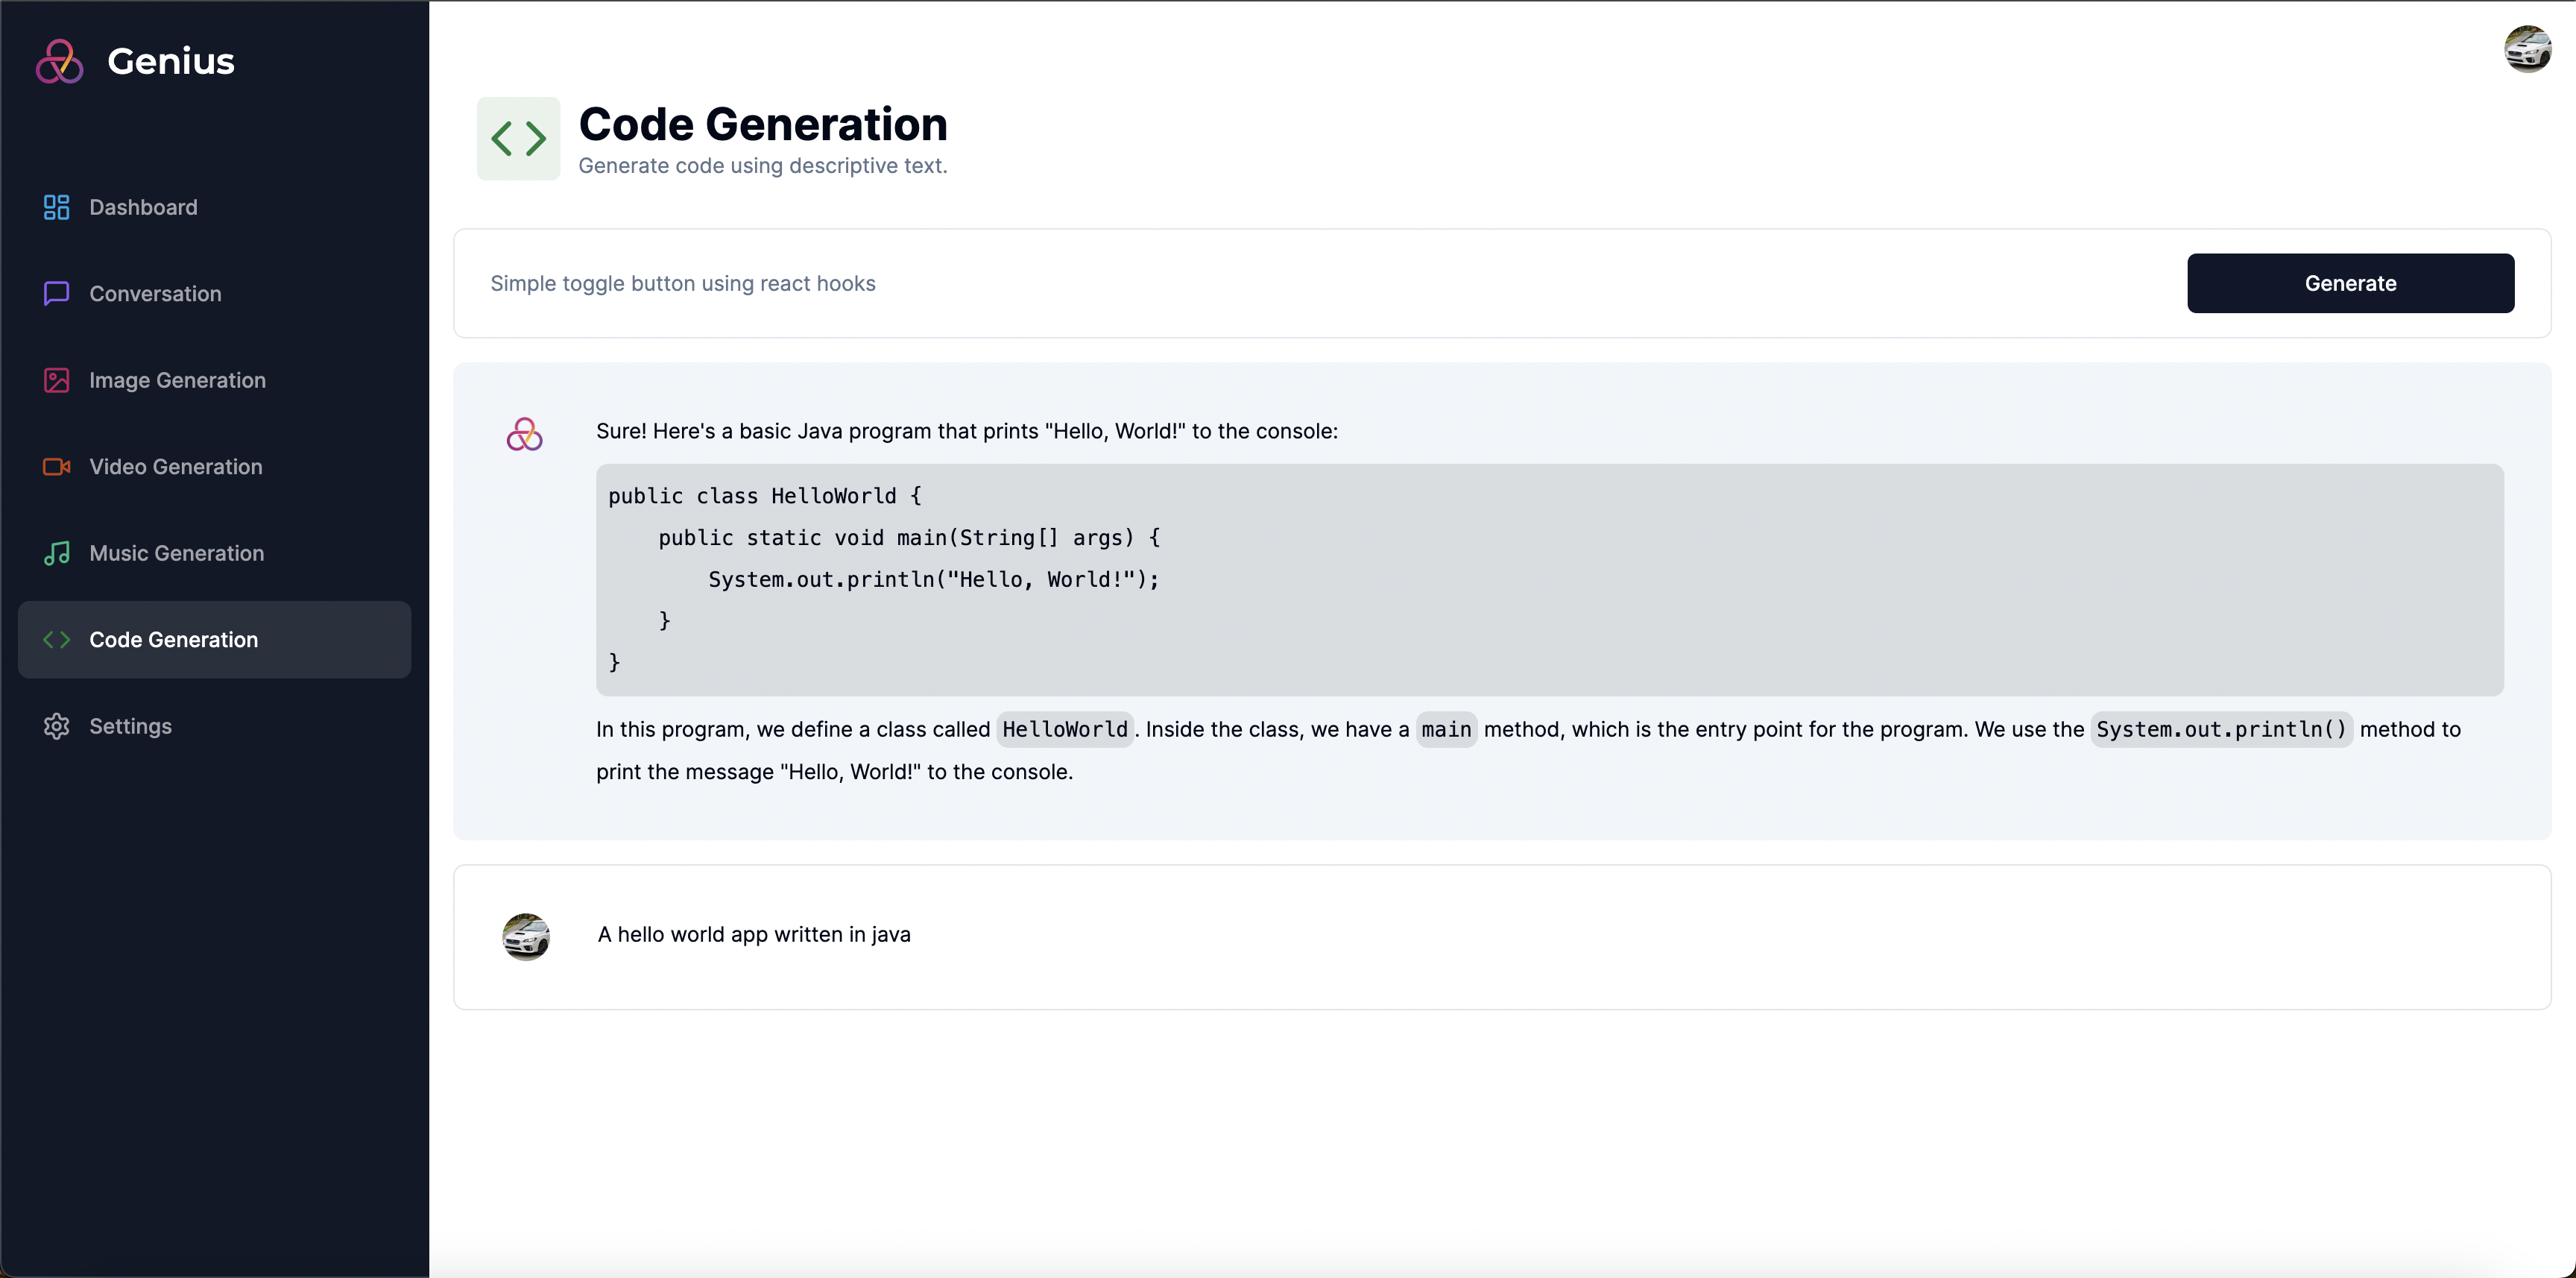 Genius
Dashboard
Conversation
Image Generation
Video Generation
Music Generation
Code Generation
Settings
Code Generation
Generate code using descriptive text.
Simple toggle button using react hooks
Generate
Sure! Here's a basic Java program that prints "Hello, World!" to the console:
public class HelloWorld {
    public static void main(String[] args) {
        System.out.println("Hello, World!");
    }
}
In this program, we define a class called HelloWorld. Inside the class, we have a main method, which is the entry point for the program. We use the System.out.println() method to
print the message "Hello, World!" to the console.
A hello world app written in java